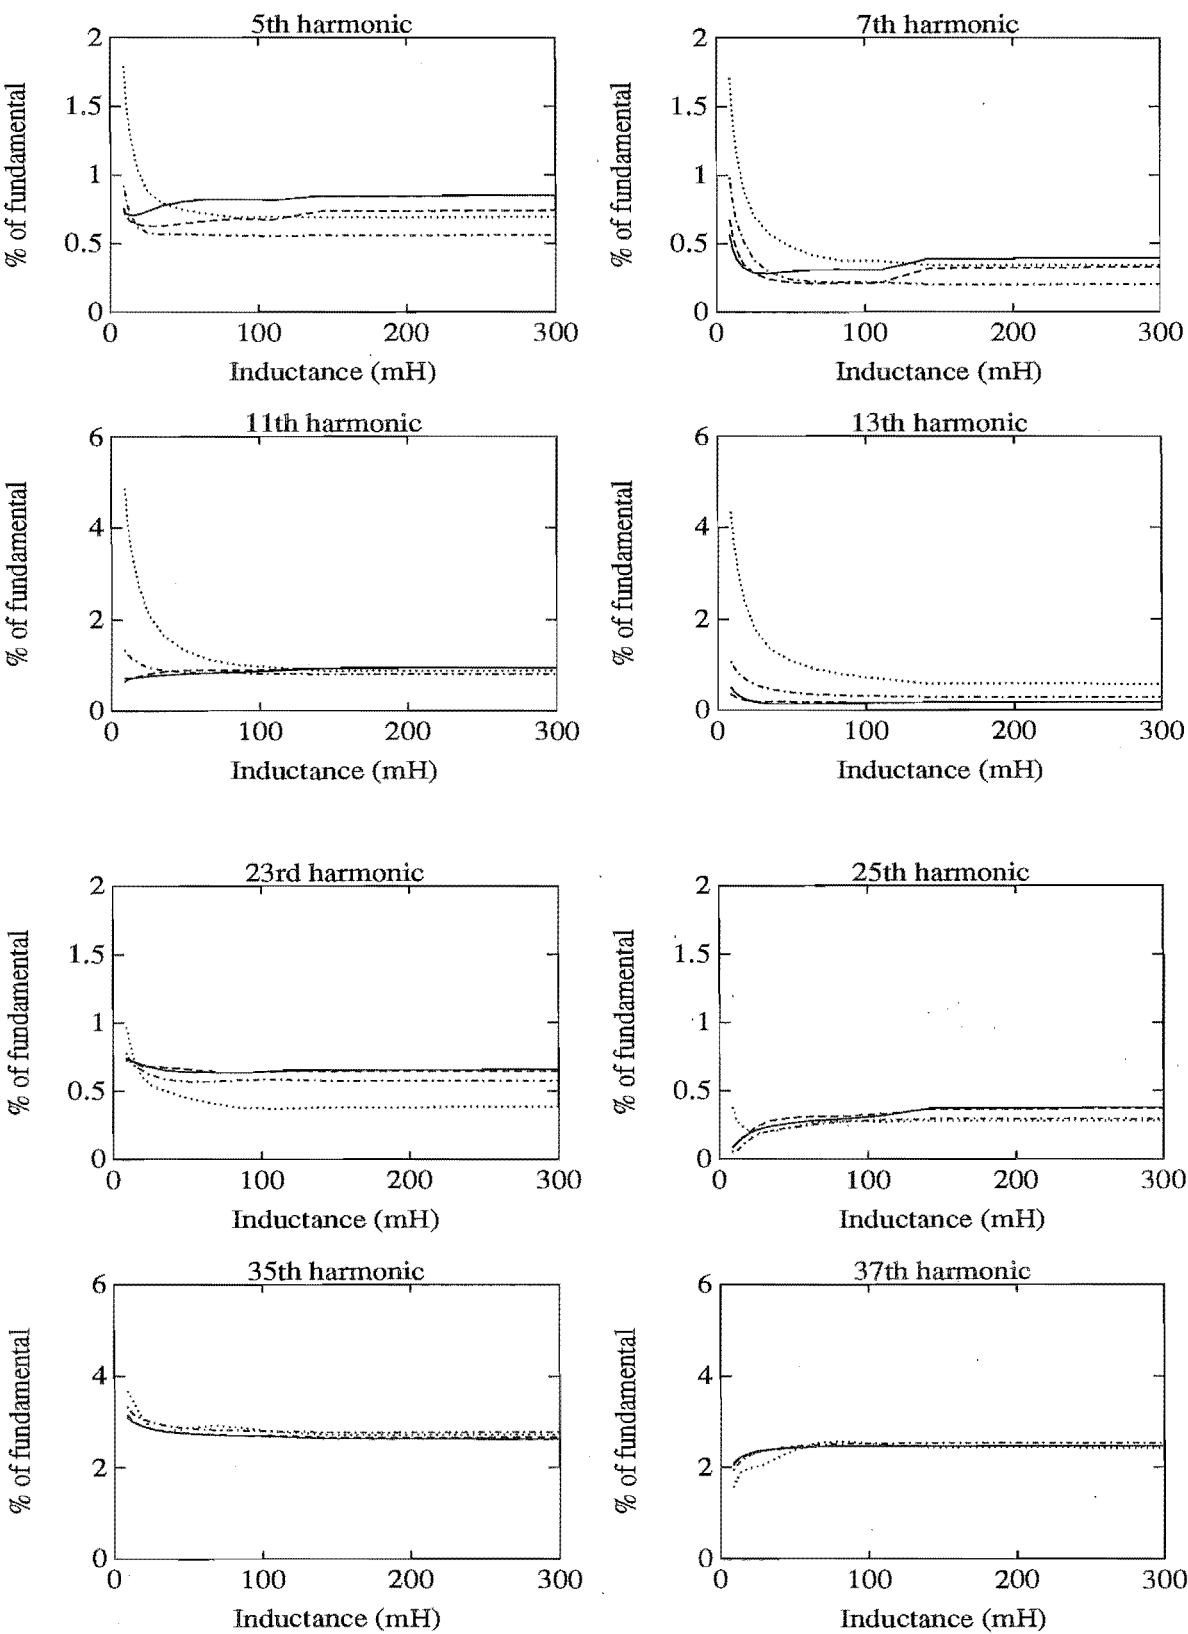 5th harmonic
2
1.5
1
0.5
0
0 100 200 300
% of fundamental
Inductance (mH)
7th harmonic
2
1.5
1
0.5
0
0 100 200 300
% of fundamental
Inductance (mH)
11th harmonic
6
4
2
0
0 100 200 300
% of fundamental
Inductance (mH)
13th harmonic
6
4
2
0
0 100 200 300
% of fundamental
Inductance (mH)
23rd harmonic
2
1.5
1
0.5
0
0 100 200 300
% of fundamental
Inductance (mH)
25th harmonic
2
1.5
1
0.5
0
0 100 200 300
% of fundamental
Inductance (mH)
35th harmonic
6
4
2
0
0 100 200 300
% of fundamental
Inductance (mH)
37th harmonic
6
4
2
0
0 100 200 300
% of fundamental
Inductance (mH)